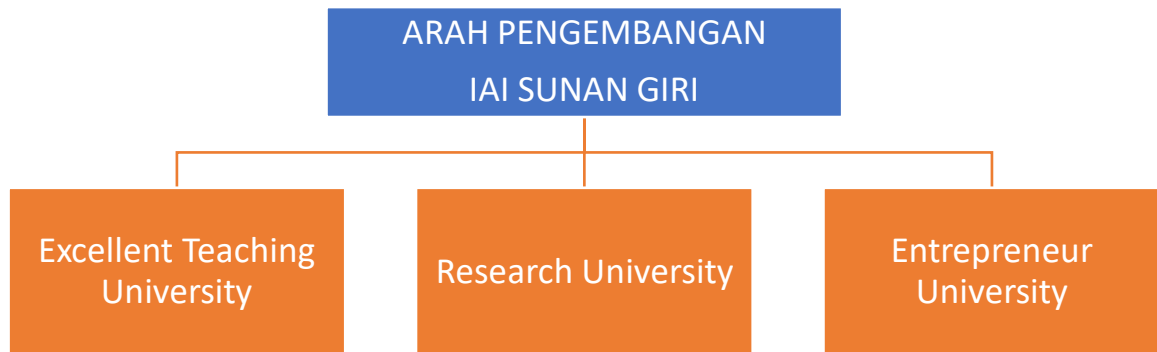 ARAH PENGEMBANGAN
IAI SUNAN GIRI
Excellent Teaching
University
Research University
Entrepreneur
University